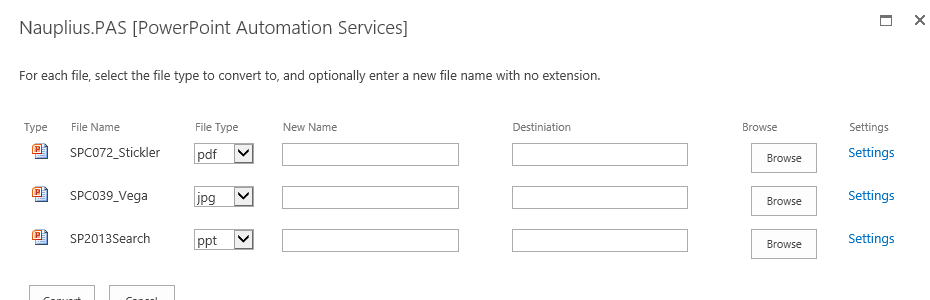 Nauplius.PAS [PowerPoint Automation Services]
For each file, select the file type to convert to, and optionally enter a new file name with no extension.
Type File Name File Type New Name Destiniation Browse Settings
SPC072_Stickler pdf Browse Settings
SPC039_Vega jpg Browse Settings
SP2013Search ppt Browse Settings
Convert Cancel